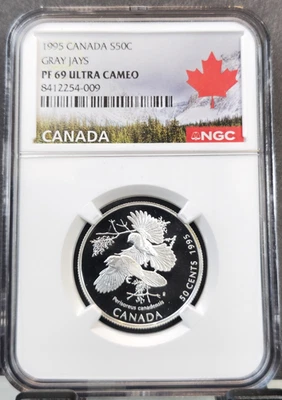 1995 CANADA S50C
GRAY JAYS
PF 69 ULTRA CAMEO
8412254-009
CANADA
NGC
Perisoreus canadensis
CANADA
50 CENTS 1995